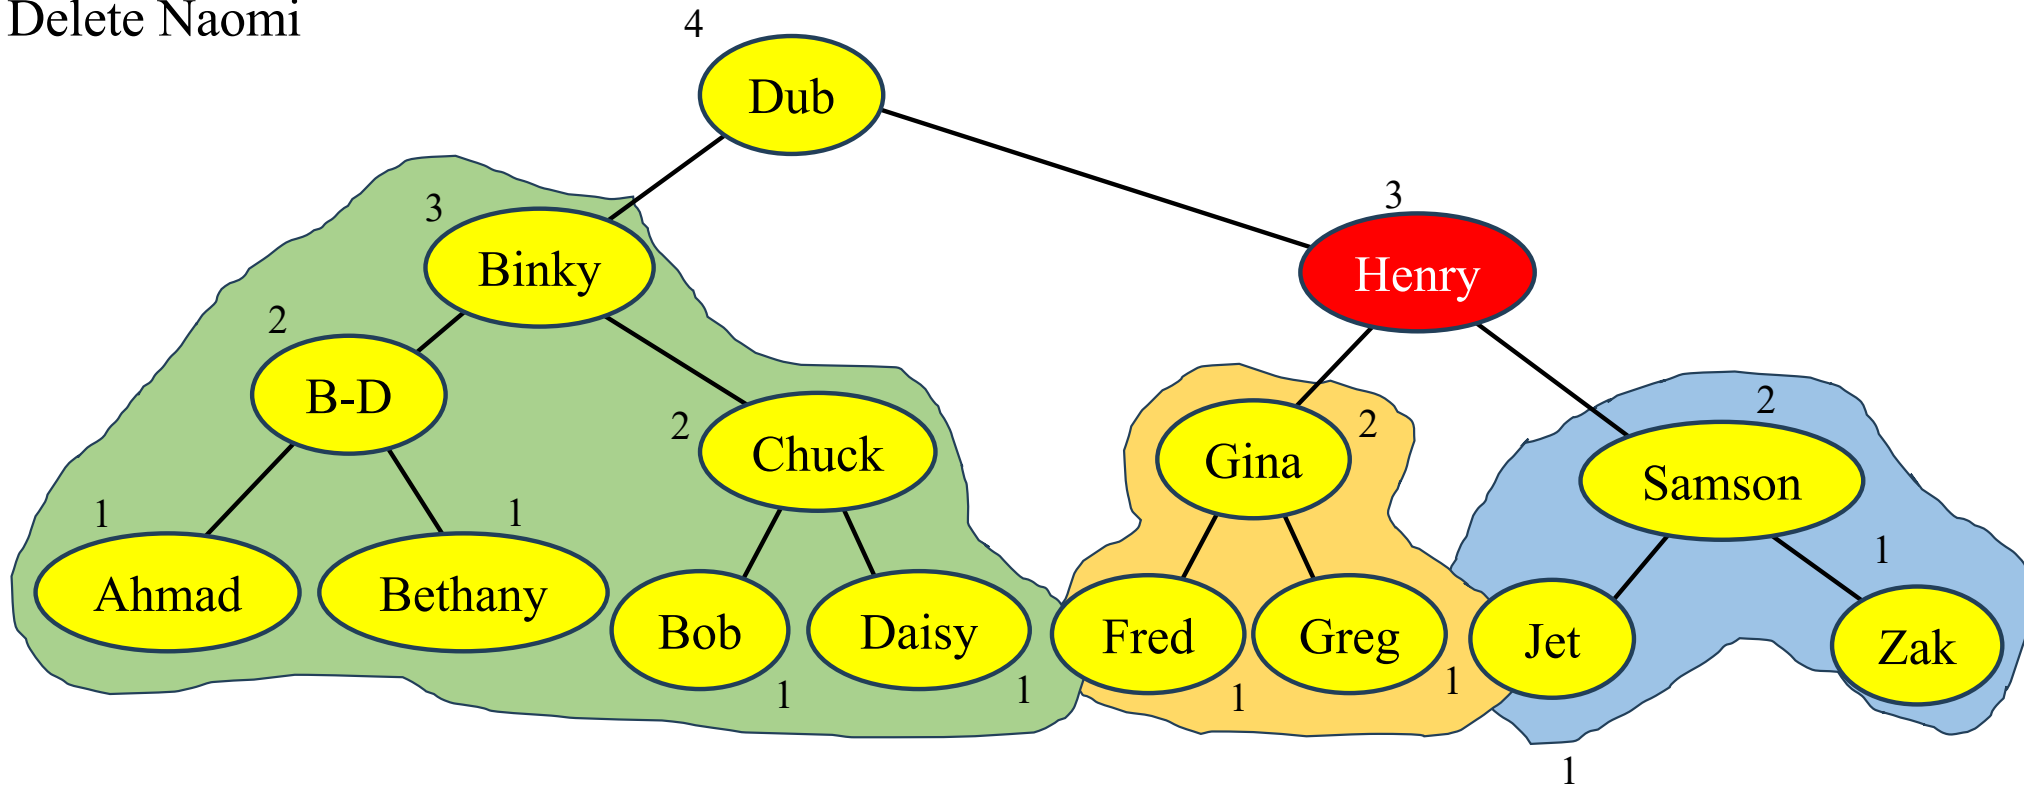 Delete Naomi
4
Dub
3
Binky
3
Henry
2
B-D
2
Chuck
Gina
2
2
Samson
1
Ahmad
1
Bethany
Bob
1
Daisy
1
Fred
1
Greg
1
Jet
1
1
Zak